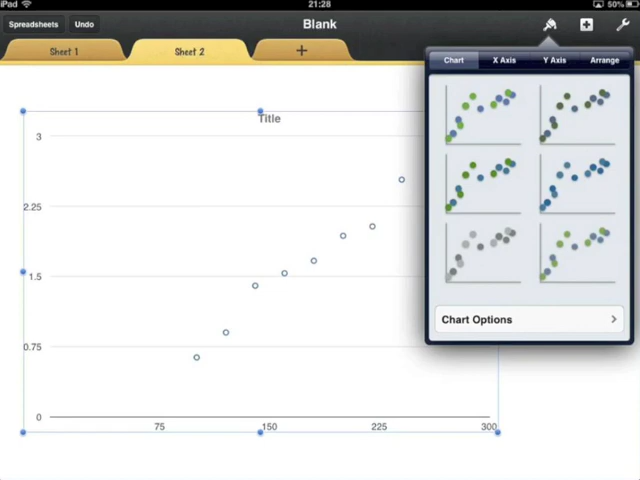 iPad 21:28 50%
Spreadsheets Undo Blank
Sheet 1 Sheet 2 +
Chart X Axis Y Axis Arrange
Title
3
2.25
1.5
0.75
0
75 150 225 300
Chart Options